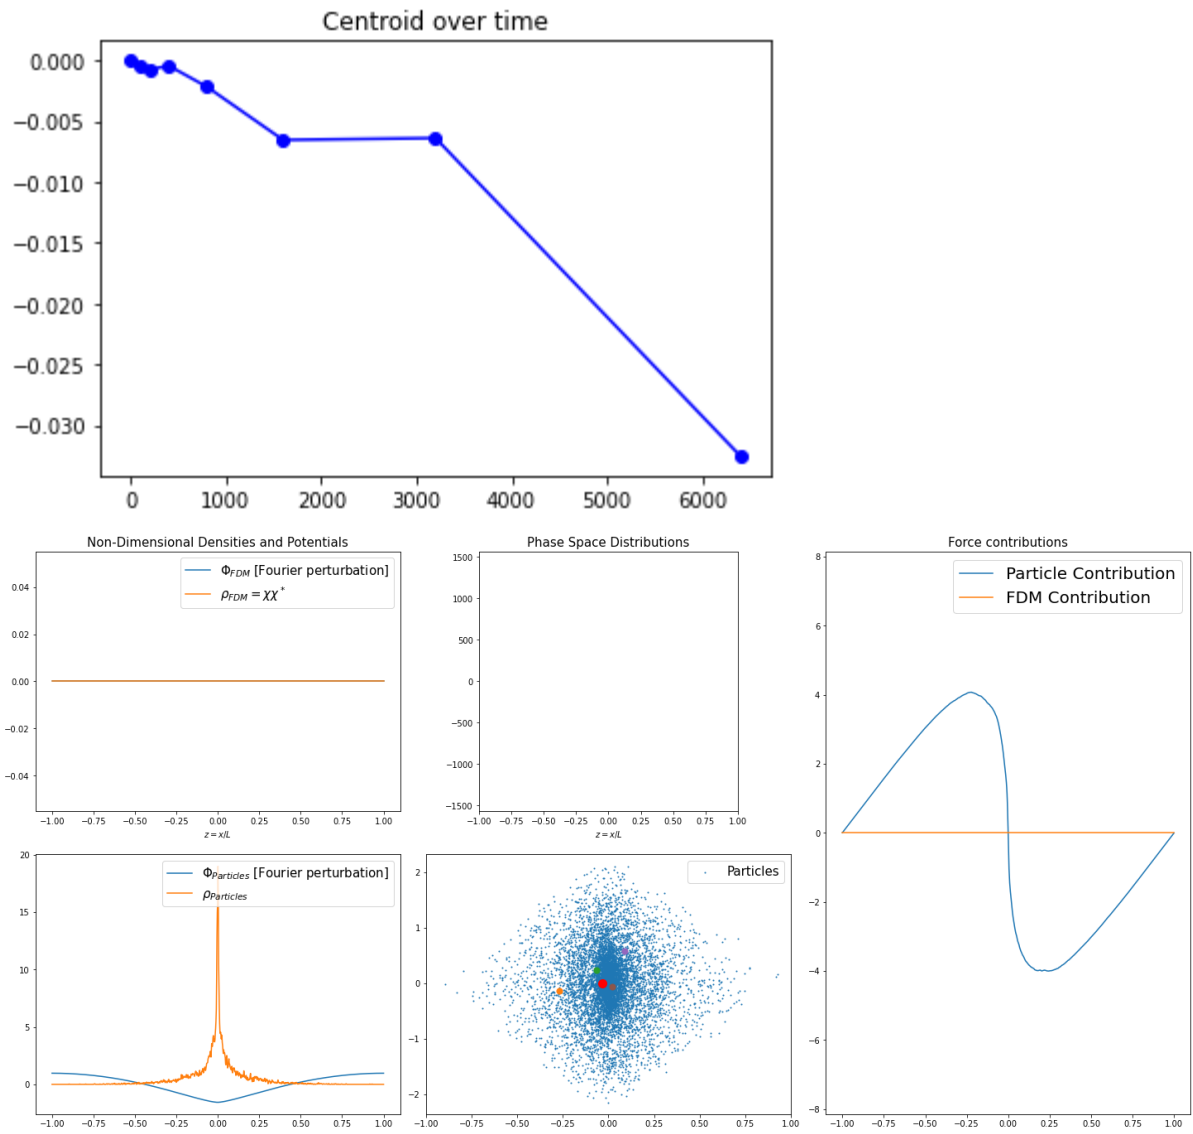 Centroid over time
0.000
−0.005
−0.010
−0.015
−0.020
−0.025
−0.030
0 1000 2000 3000 4000 5000 6000
Non-Dimensional Densities and Potentials
Φ_FDM [Fourier perturbation]
ρ_FDM = χχ*
0.04
0.02
0.00
−0.02
−0.04
−1.00 −0.75 −0.50 −0.25 0.00 0.25 0.50 0.75 1.00
z = x/L
Phase Space Distributions
1500
1000
500
0
−500
−1000
−1500
−1.00 −0.75 −0.50 −0.25 0.00 0.25 0.50 0.75 1.00
z = x/L
Force contributions
Particle Contribution
FDM Contribution
8
6
4
2
0
−2
−4
−6
−8
−1.00 −0.75 −0.50 −0.25 0.00 0.25 0.50 0.75 1.00
Φ_Particles [Fourier perturbation]
ρ_Particles
20
15
10
5
0
−1.00 −0.75 −0.50 −0.25 0.00 0.25 0.50 0.75 1.00
Particles
2
1
0
−1
−2
−1.00 −0.75 −0.50 −0.25 0.00 0.25 0.50 0.75 1.00